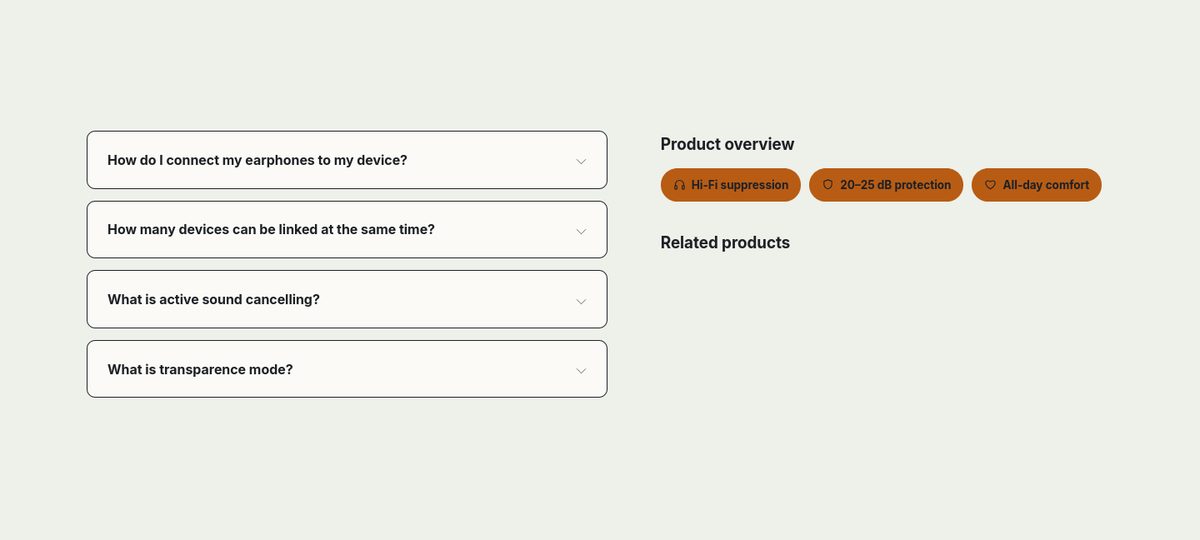 How do I connect my earphones to my device?
How many devices can be linked at the same time?
What is active sound cancelling?
What is transparence mode?
Product overview
Hi-Fi suppression
20–25 dB protection
All-day comfort
Related products